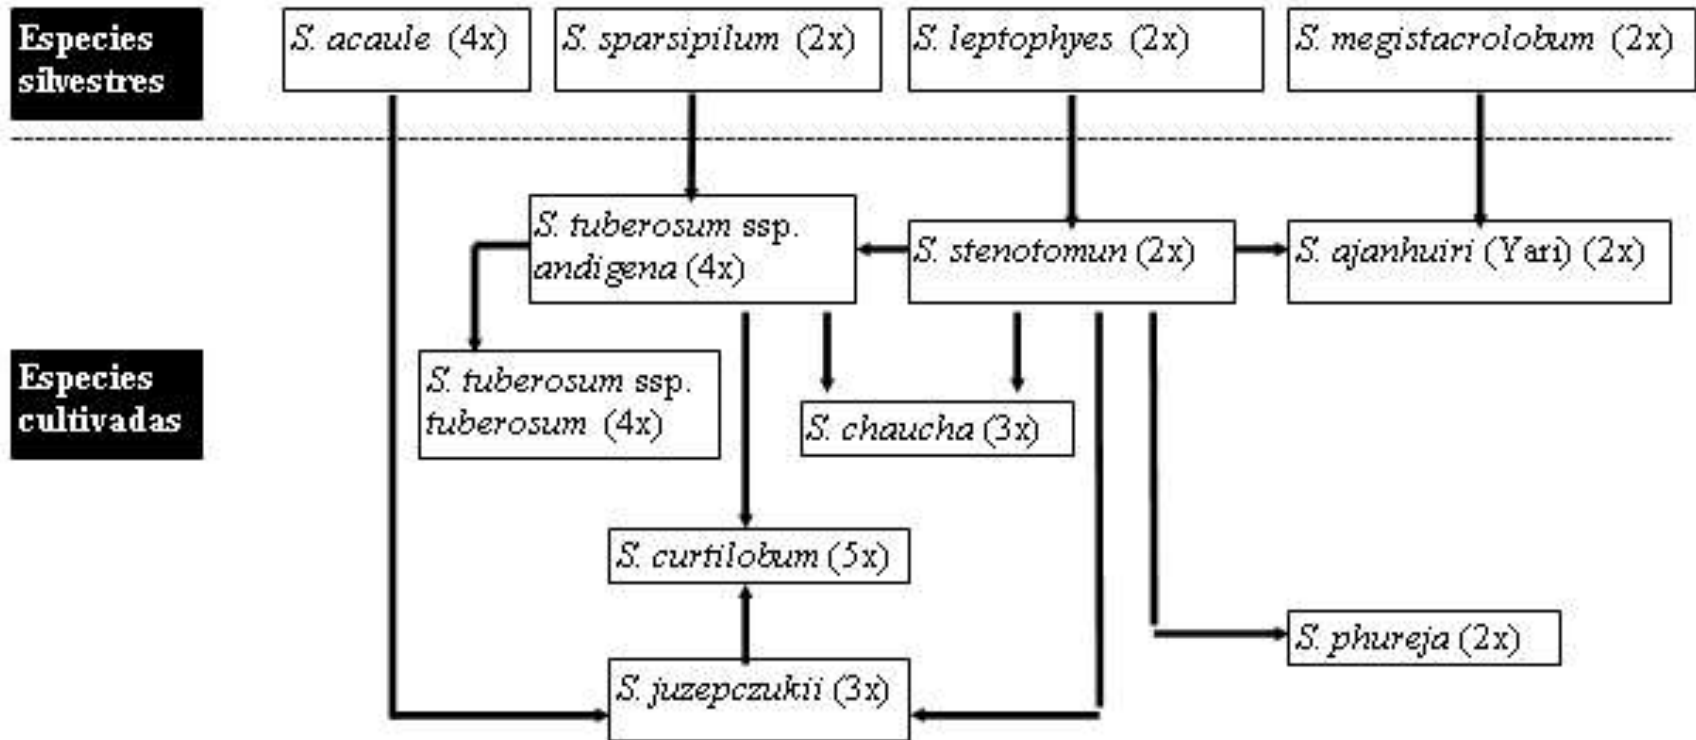 Especies
silvestres
S. acaule (4x)
S. sparsipilum (2x)
S. leptophyes (2x)
S. megistacrolobum (2x)
S. tuberosum ssp.
andigena (4x)
S. stenotomun (2x)
S. ajanhuiri (Yari) (2x)
Especies
cultivadas
S. tuberosum ssp.
tuberosum (4x)
S. chaucha (3x)
S. curtilobum (5x)
S. phureja (2x)
S. juzepczukii (3x)